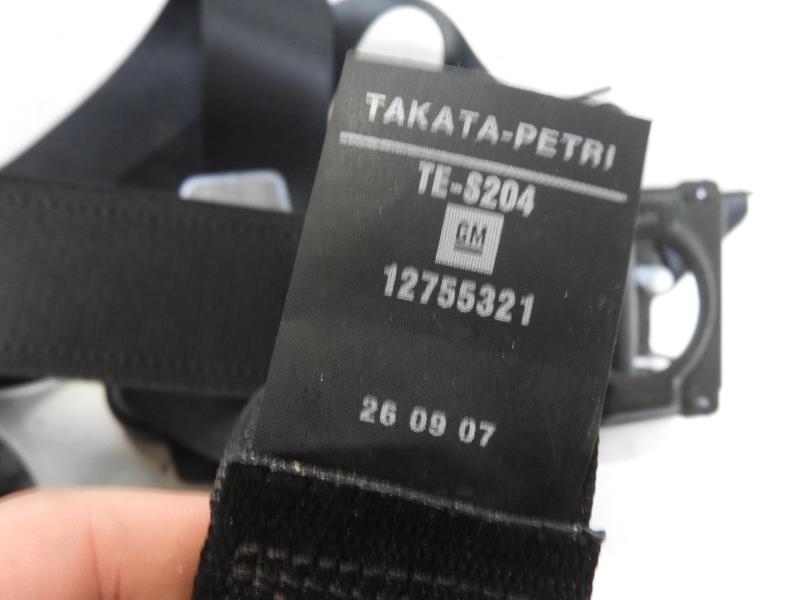 TAKATA-PETRI
TE-S204
GM
12755321
26 09 07